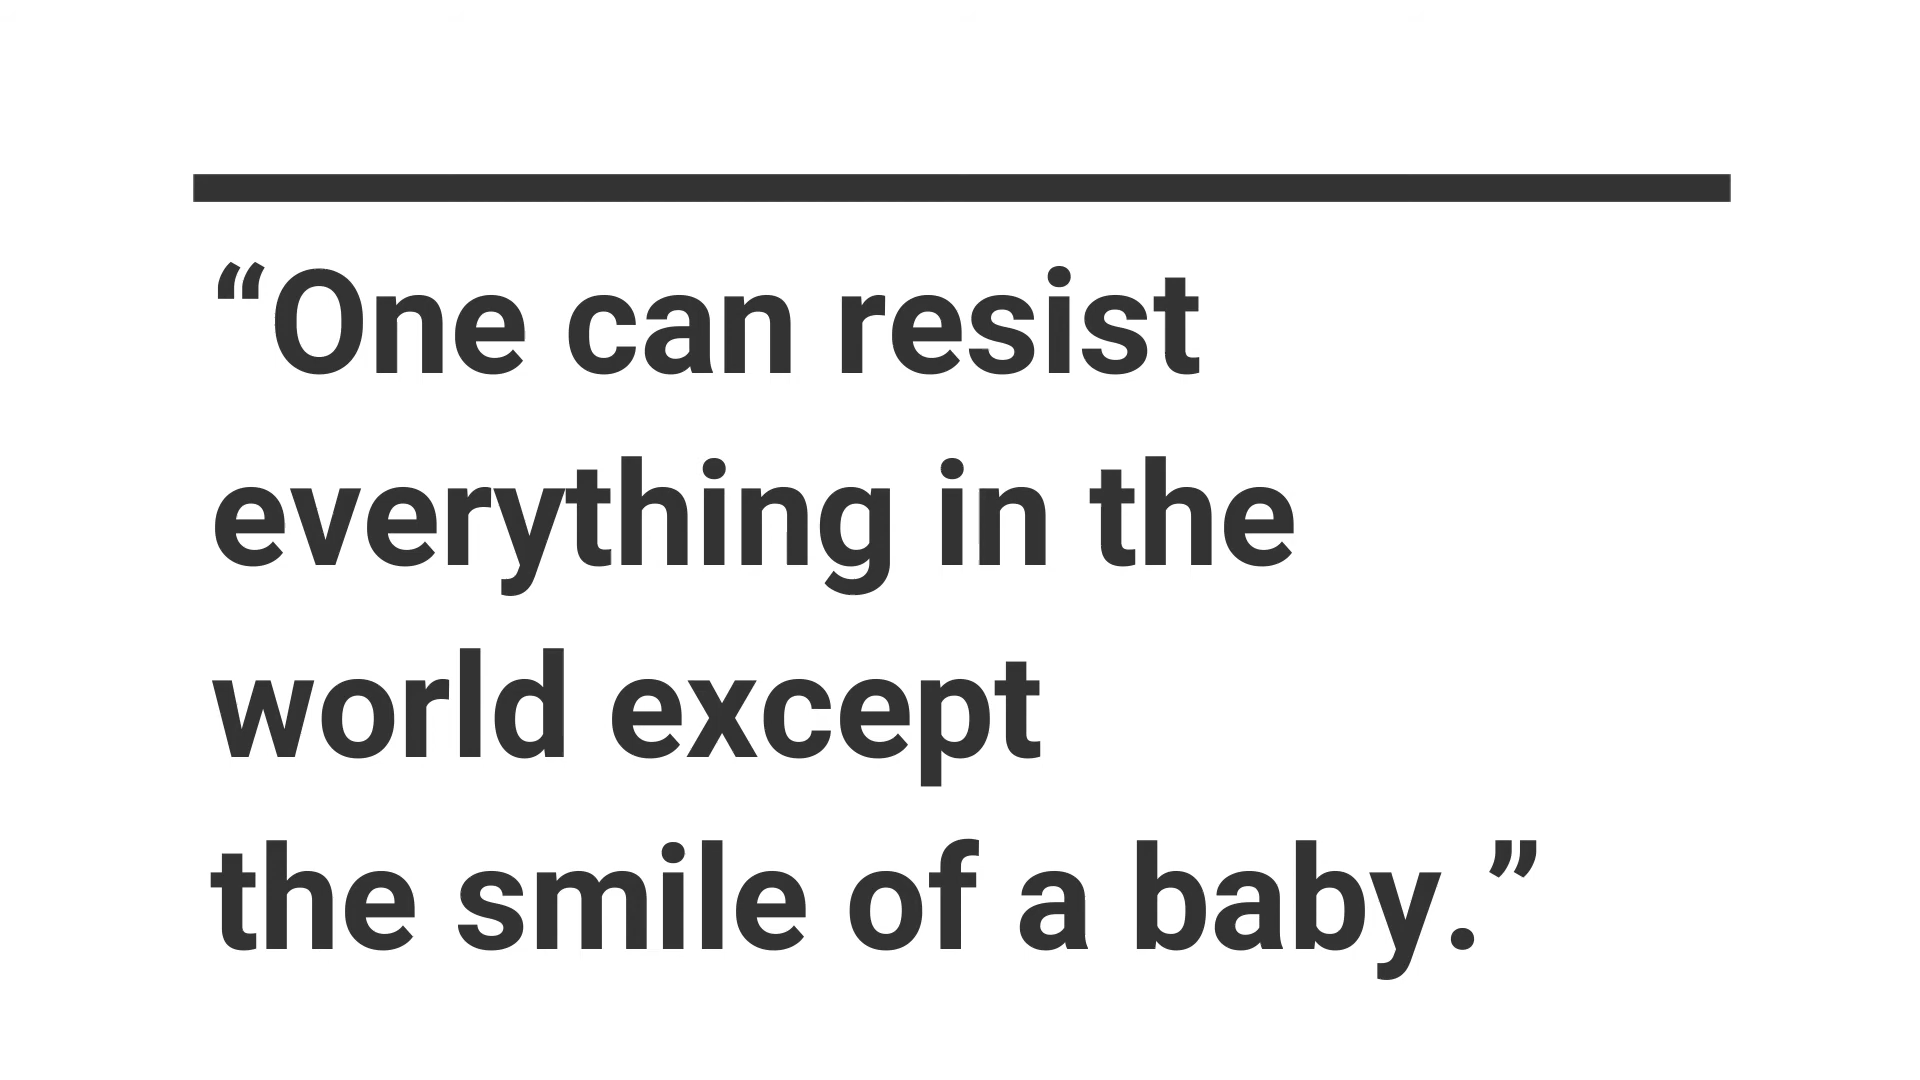 “One can resist
everything in the
world except
the smile of a baby.”